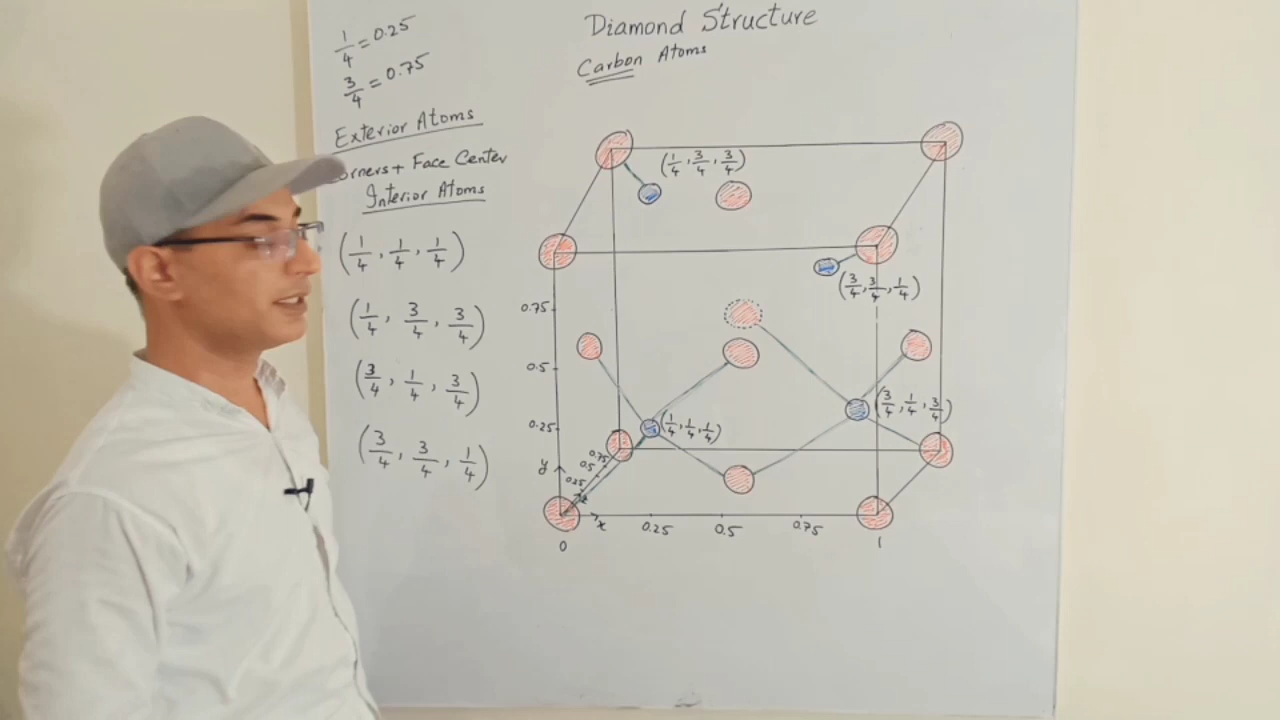 Diamond Structure
Carbon Atoms
1/4 = 0.25
3/4 = 0.75
Exterior Atoms
orners + Face Center
Interior Atoms
(1/4, 1/4, 1/4)
(1/4, 3/4, 3/4)
(3/4, 1/4, 3/4)
(3/4, 3/4, 1/4)
(1/4, 3/4, 3/4)
(3/4, 3/4, 1/4)
0.75
0.5
(3/4, 1/4, 3/4)
0.25
(1/4, 1/4, 1/4)
y
0.75
0.5
0.25
z
x
0.25
0.5
0.75
0
1